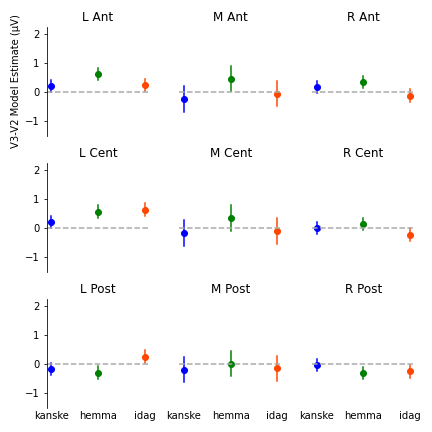 L Ant M Ant R Ant
V3-V2 Model Estimate (µV)
2
1
0
−1
L Cent M Cent R Cent
2
1
0
−1
L Post M Post R Post
2
1
0
−1
kanske hemma idag kanske hemma idag kanske hemma idag